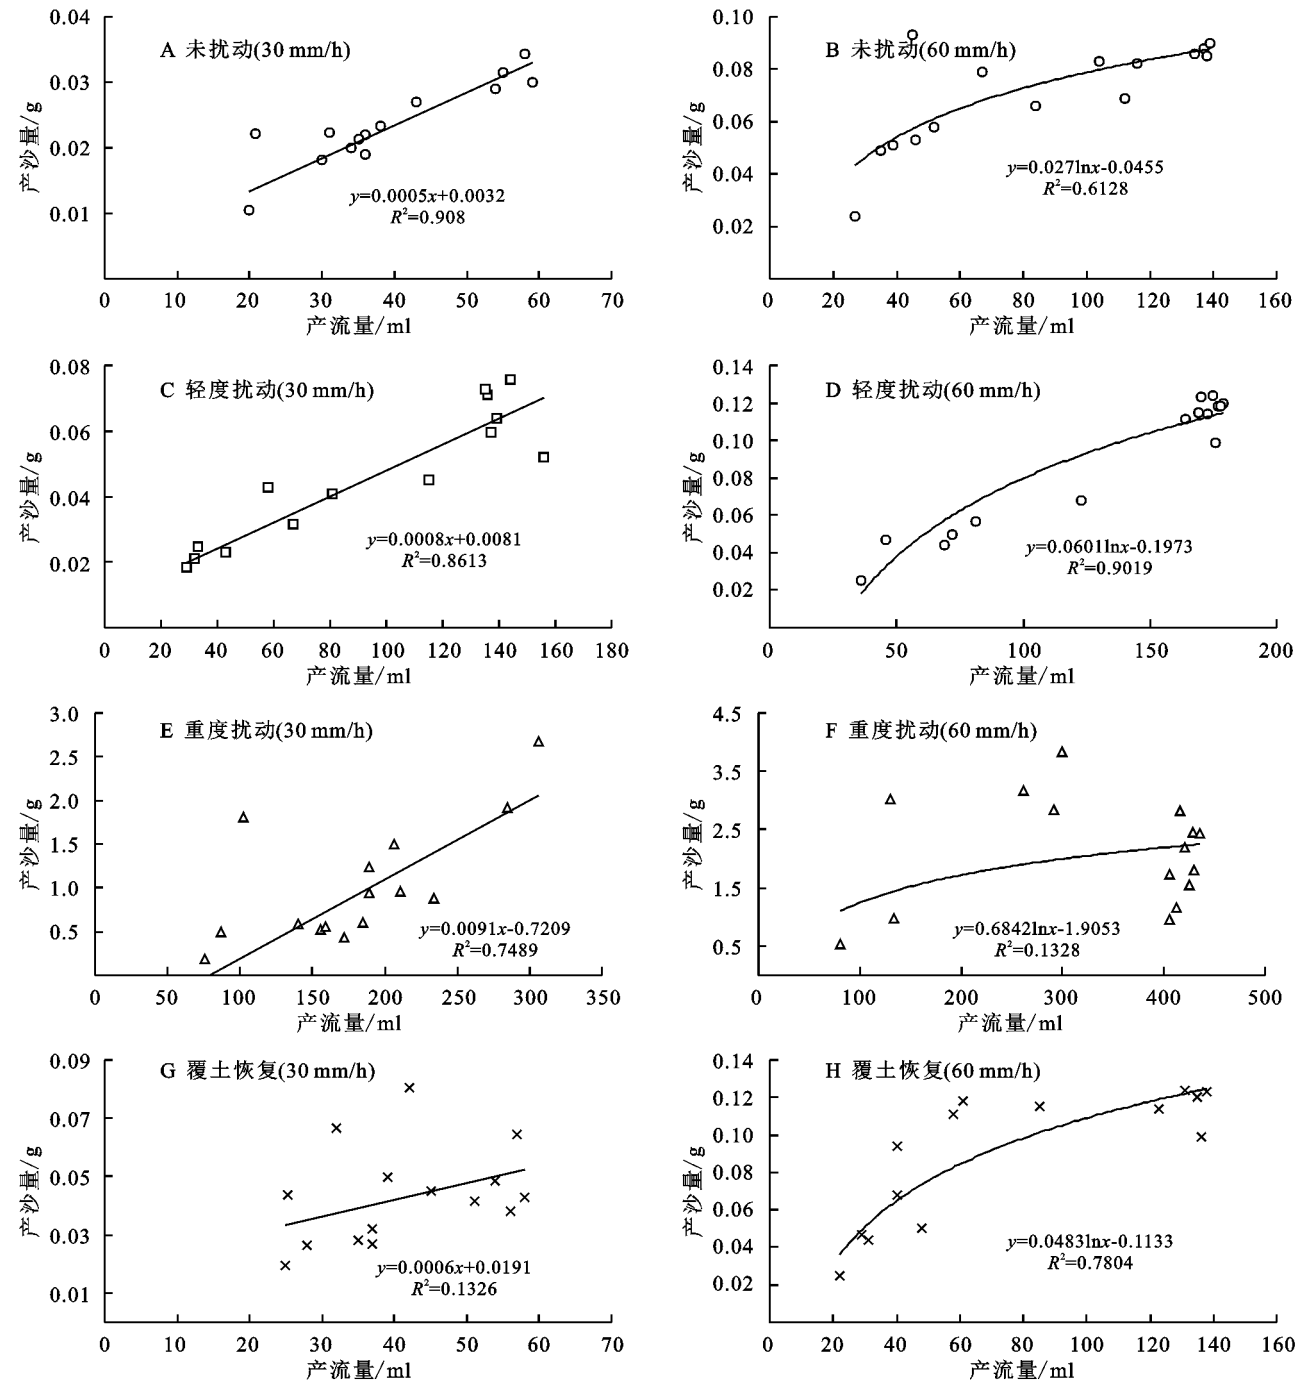 A 未扰动(30 mm/h)
产沙量/g
0.04
0.03
0.02
0.01
y=0.0005x+0.0032
R²=0.908
0 10 20 30 40 50 60 70
产流量/ml
B 未扰动(60 mm/h)
产沙量/g
0.10
0.08
0.06
0.04
0.02
y=0.027lnx-0.0455
R²=0.6128
0 20 40 60 80 100 120 140 160
产流量/ml
C 轻度扰动(30 mm/h)
产沙量/g
0.08
0.06
0.04
0.02
y=0.0008x+0.0081
R²=0.8613
0 20 40 60 80 100 120 140 160 180
产流量/ml
D 轻度扰动(60 mm/h)
产沙量/g
0.14
0.12
0.10
0.08
0.06
0.04
0.02
y=0.0601lnx-0.1973
R²=0.9019
0 50 100 150 200
产流量/ml
E 重度扰动(30 mm/h)
产沙量/g
3.0
2.5
2.0
1.5
1.0
0.5
y=0.0091x-0.7209
R²=0.7489
0 50 100 150 200 250 300 350
产流量/ml
F 重度扰动(60 mm/h)
产沙量/g
4.5
3.5
2.5
1.5
0.5
y=0.6842lnx-1.9053
R²=0.1328
0 100 200 300 400 500
产流量/ml
G 覆土恢复(30 mm/h)
产沙量/g
0.09
0.07
0.05
0.03
0.01
y=0.0006x+0.0191
R²=0.1326
0 10 20 30 40 50 60 70
产流量/ml
H 覆土恢复(60 mm/h)
产沙量/g
0.14
0.12
0.10
0.08
0.06
0.04
0.02
y=0.0483lnx-0.1133
R²=0.7804
0 20 40 60 80 100 120 140 160
产流量/ml